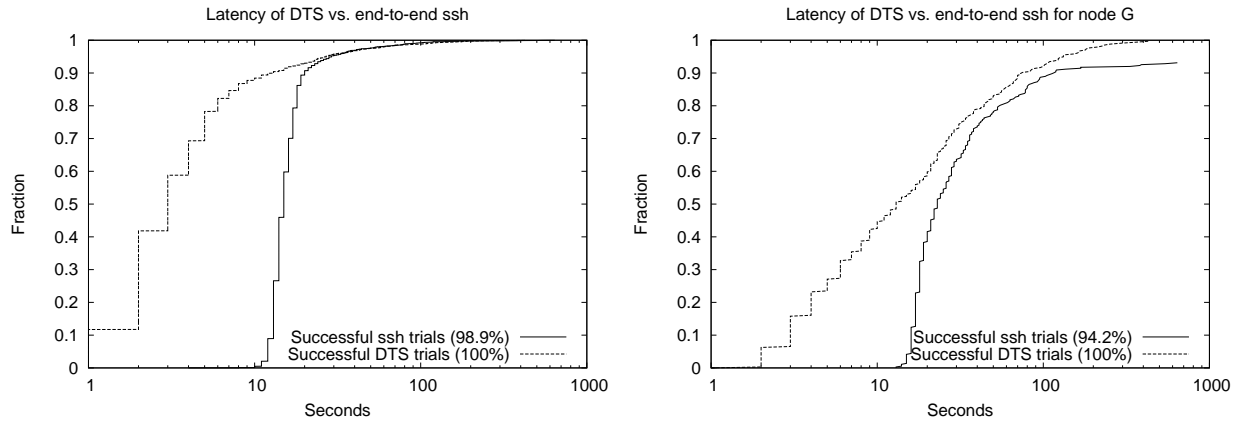 Latency of DTS vs. end-to-end ssh
1
0.9
0.8
0.7
0.6
0.5
0.4
0.3
0.2
0.1
0
Fraction
Successful ssh trials (98.9%)
Successful DTS trials (100%)
1 10 100 1000
Seconds
Latency of DTS vs. end-to-end ssh for node G
1
0.9
0.8
0.7
0.6
0.5
0.4
0.3
0.2
0.1
0
Fraction
Successful ssh trials (94.2%)
Successful DTS trials (100%)
1 10 100 1000
Seconds